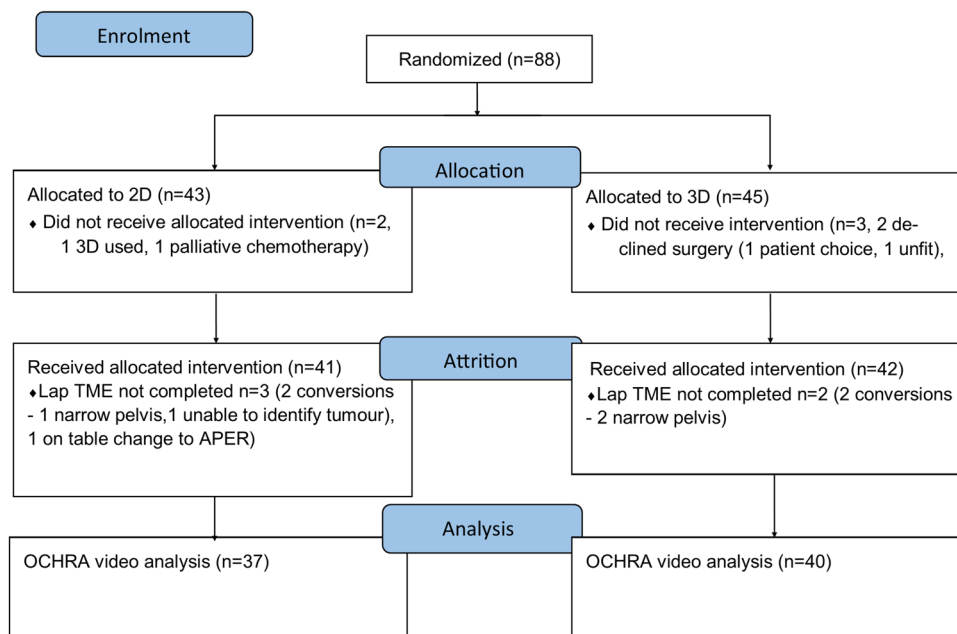 Enrolment
Randomized (n=88)
Allocation
Allocated to 2D (n=43)
♦ Did not receive allocated intervention (n=2,
1 3D used, 1 palliative chemotherapy)
Allocated to 3D (n=45)
♦ Did not receive intervention (n=3, 2 de-
clined surgery (1 patient choice, 1 unfit),
Attrition
Received allocated intervention (n=41)
♦Lap TME not completed n=3 (2 conversions
- 1 narrow pelvis,1 unable to identify tumour),
1 on table change to APER)
Received allocated intervention (n=42)
♦Lap TME not completed n=2 (2 conversions
- 2 narrow pelvis)
Analysis
OCHRA video analysis (n=37)
OCHRA video analysis (n=40)